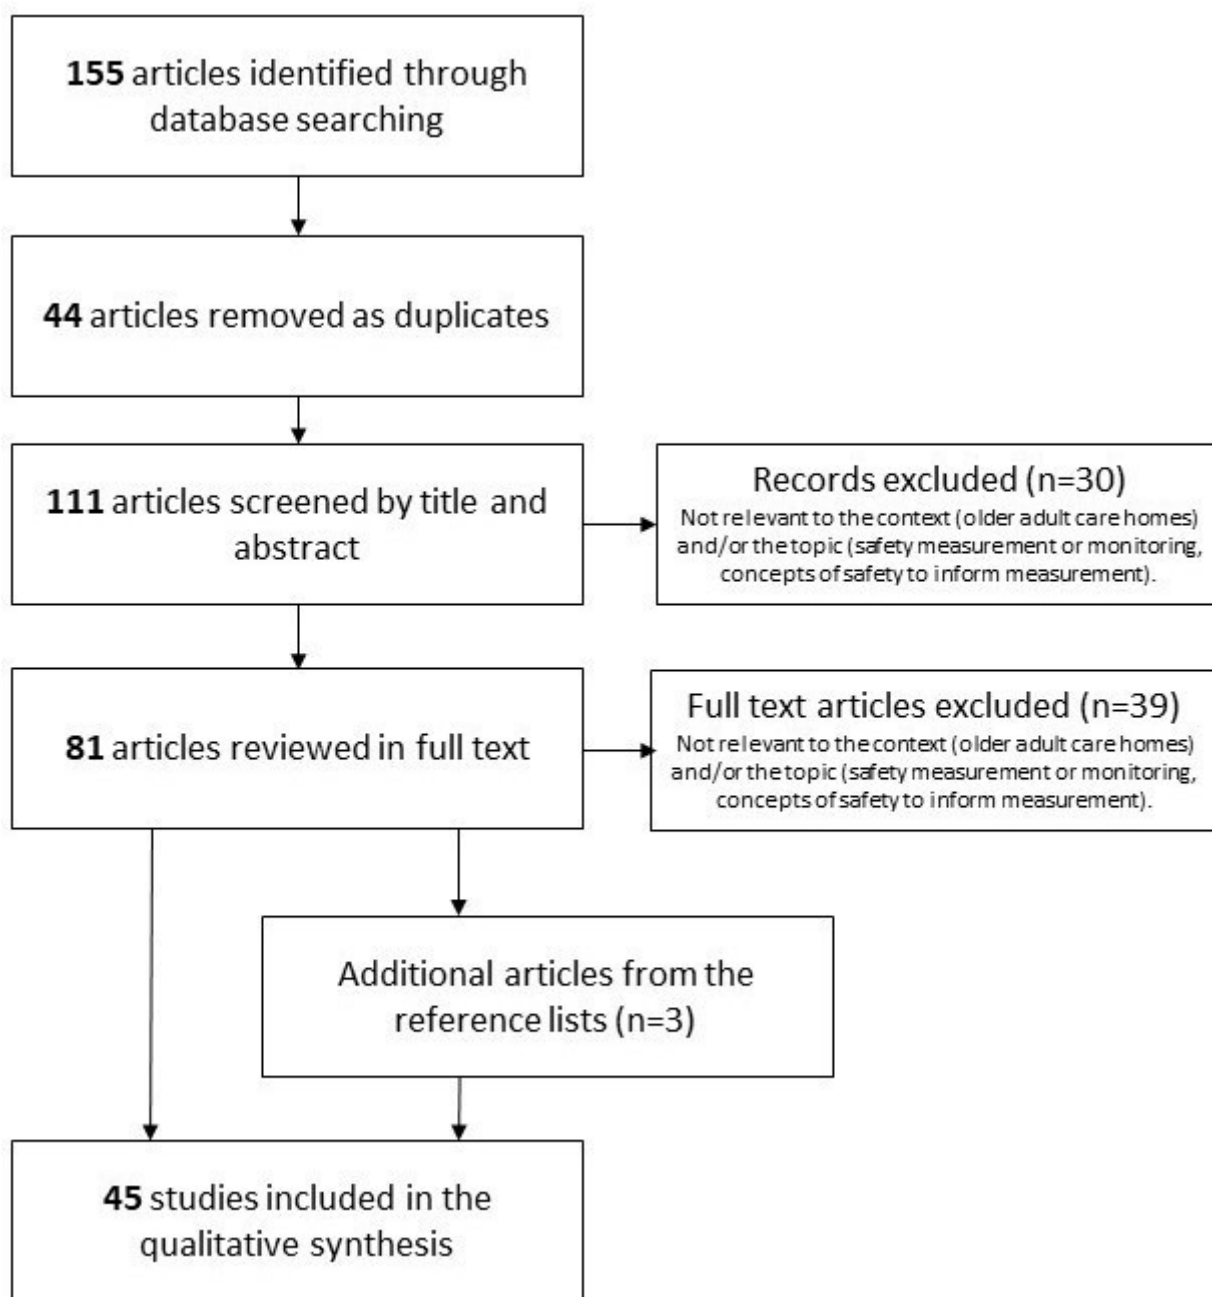 155 articles identified through
database searching
44 articles removed as duplicates
111 articles screened by title and
abstract
Records excluded (n=30)
Not relevant to the context (older adult care homes)
and/or the topic (safety measurement or monitoring,
concepts of safety to inform measurement).
81 articles reviewed in full text
Full text articles excluded (n=39)
Not relevant to the context (older adult care homes)
and/or the topic (safety measurement or monitoring,
concepts of safety to inform measurement).
Additional articles from the
reference lists (n=3)
45 studies included in the
qualitative synthesis